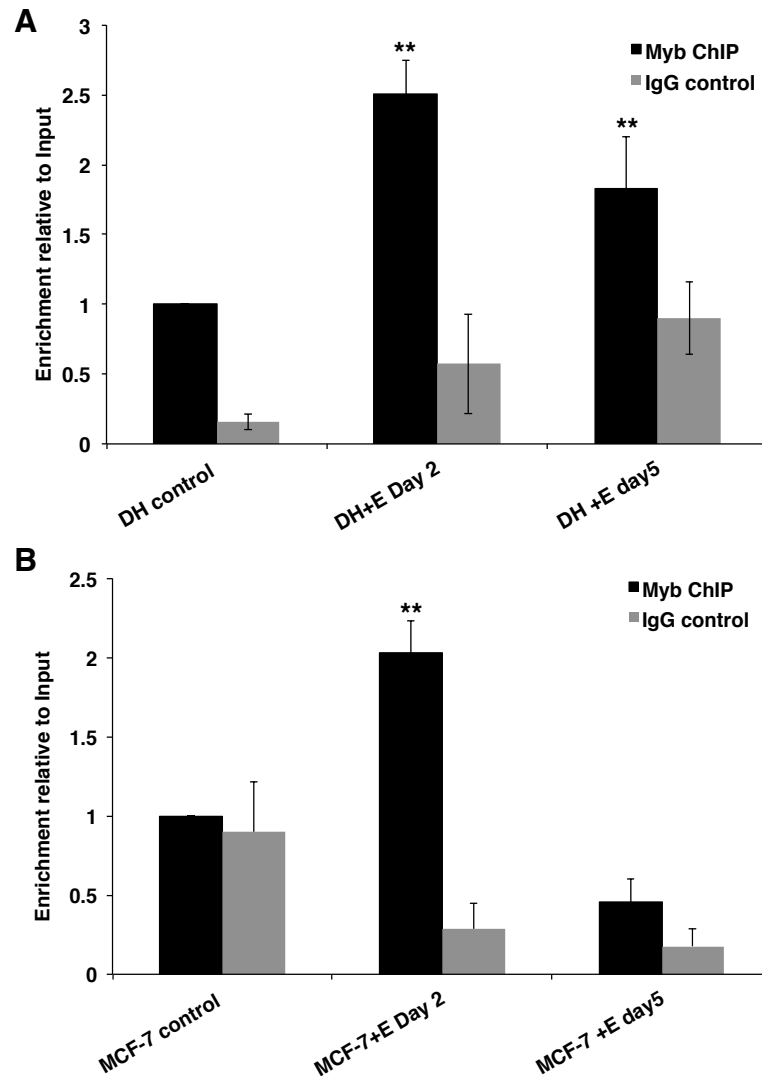 A
3
2.5
2
1.5
1
0.5
0
Enrichment relative to Input
**
**
Myb ChIP
IgG control
DH control
DH+E Day 2
DH +E day5
B
2.5
2
1.5
1
0.5
0
Enrichment relative to Input
**
Myb ChIP
IgG control
MCF-7 control
MCF-7+E Day 2
MCF-7 +E day5